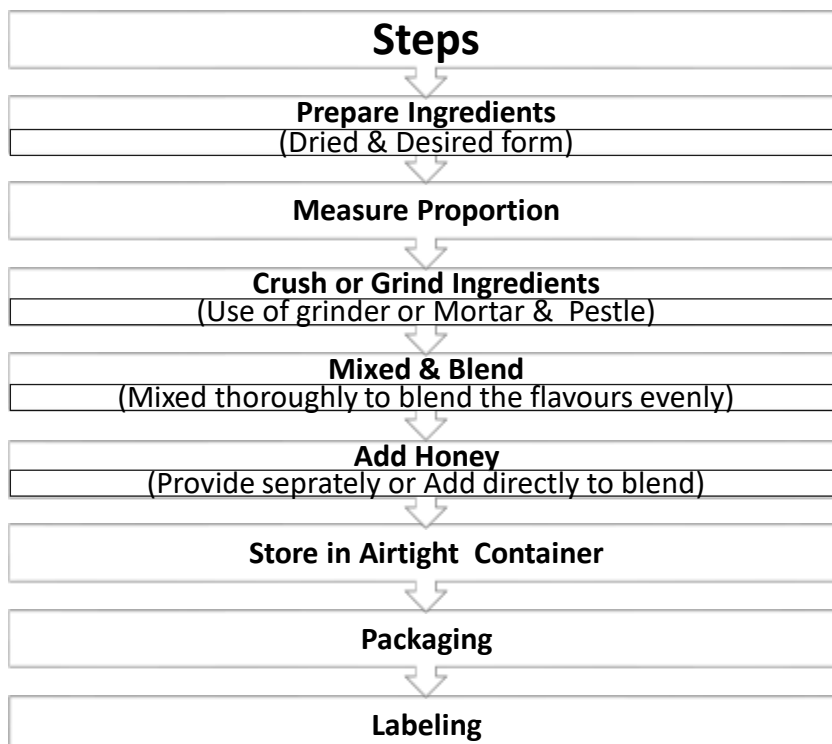 Steps
Prepare Ingredients
(Dried & Desired form)
Measure Proportion
Crush or Grind Ingredients
(Use of grinder or Mortar & Pestle)
Mixed & Blend
(Mixed thoroughly to blend the flavours evenly)
Add Honey
(Provide seprately or Add directly to blend)
Store in Airtight Container
Packaging
Labeling